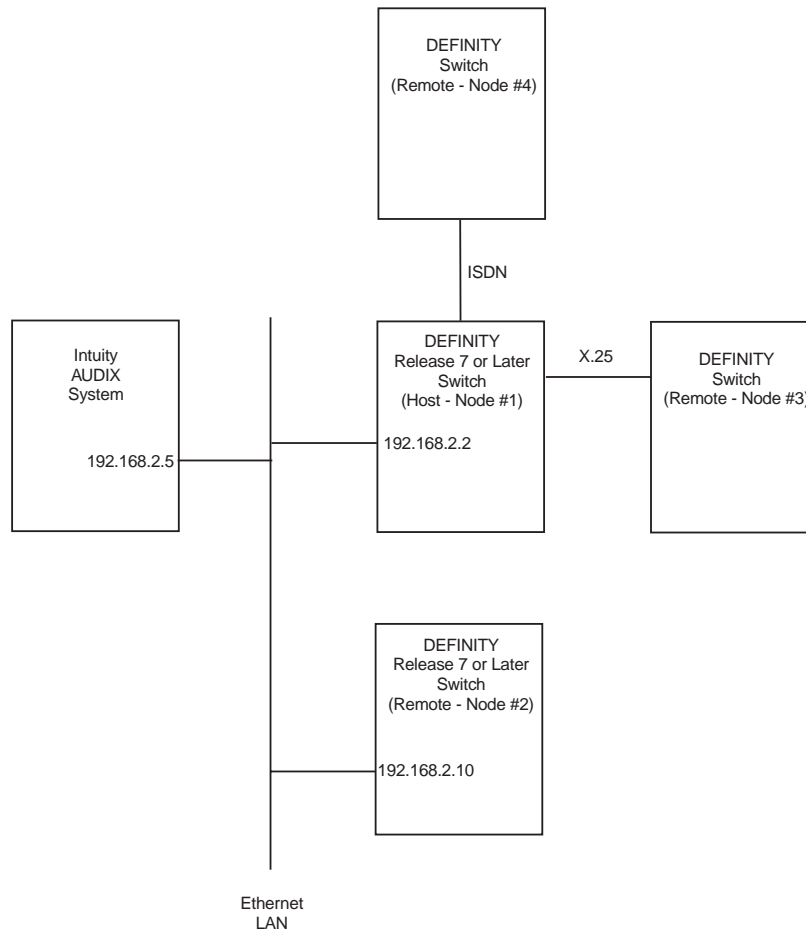 DEFINITY
Switch
(Remote - Node #4)
ISDN
Intuity
AUDIX
System
192.168.2.5
DEFINITY
Release 7 or Later
Switch
(Host - Node #1)
192.168.2.2
X.25
DEFINITY
Switch
(Remote - Node #3)
DEFINITY
Release 7 or Later
Switch
(Remote - Node #2)
192.168.2.10
Ethernet
LAN